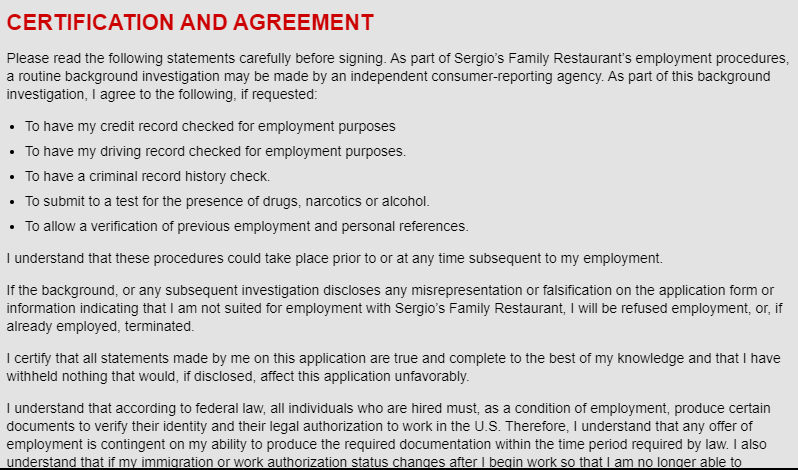 CERTIFICATION AND AGREEMENT
Please read the following statements carefully before signing. As part of Sergio’s Family Restaurant’s employment procedures,
a routine background investigation may be made by an independent consumer-reporting agency. As part of this background
investigation, I agree to the following, if requested:
• To have my credit record checked for employment purposes
• To have my driving record checked for employment purposes.
• To have a criminal record history check.
• To submit to a test for the presence of drugs, narcotics or alcohol.
• To allow a verification of previous employment and personal references.
I understand that these procedures could take place prior to or at any time subsequent to my employment.
If the background, or any subsequent investigation discloses any misrepresentation or falsification on the application form or
information indicating that I am not suited for employment with Sergio’s Family Restaurant, I will be refused employment, or, if
already employed, terminated.
I certify that all statements made by me on this application are true and complete to the best of my knowledge and that I have
withheld nothing that would, if disclosed, affect this application unfavorably.
I understand that according to federal law, all individuals who are hired must, as a condition of employment, produce certain
documents to verify their identity and their legal authorization to work in the U.S. Therefore, I understand that any offer of
employment is contingent on my ability to produce the required documentation within the time period required by law. I also
understand that if my immigration or work authorization status changes after I begin work so that I am no longer able to